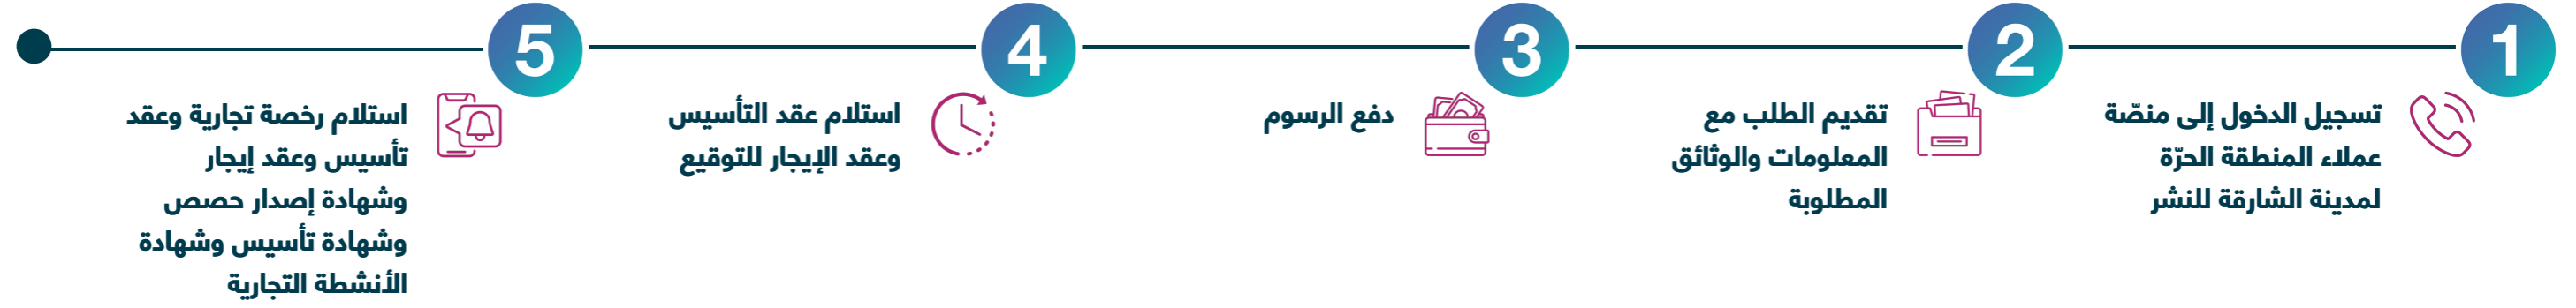 1
تسجيل الدخول إلى منصّة
عملاء المنطقة الحرّة
لمدينة الشارقة للنشر
2
تقديم الطلب مع
المعلومات والوثائق
المطلوبة
3
دفع الرسوم
4
استلام عقد التأسيس
وعقد الإيجار للتوقيع
5
استلام رخصة تجارية وعقد
تأسيس وعقد إيجار
وشهادة إصدار حصص
وشهادة تأسيس وشهادة
الأنشطة التجارية